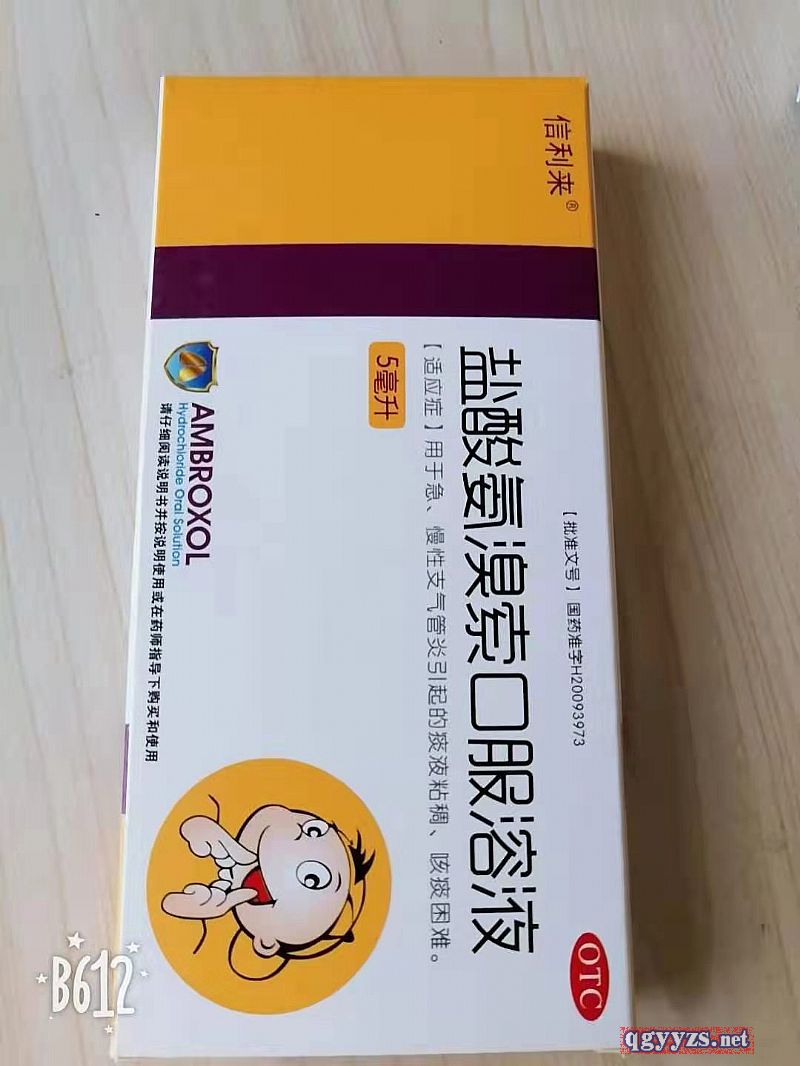 信利来®
【批准文号】国药准字H20093973
盐酸氨溴索口服溶液
5毫升
【适应症】用于急、慢性支气管炎引起的痰液粘稠、咳痰困难。
AMBROXOL
Hydrochloride Oral Solution
请仔细阅读说明书并按说明使用或在药师指导下购买和使用
OTC
B612
qgyyzs.net